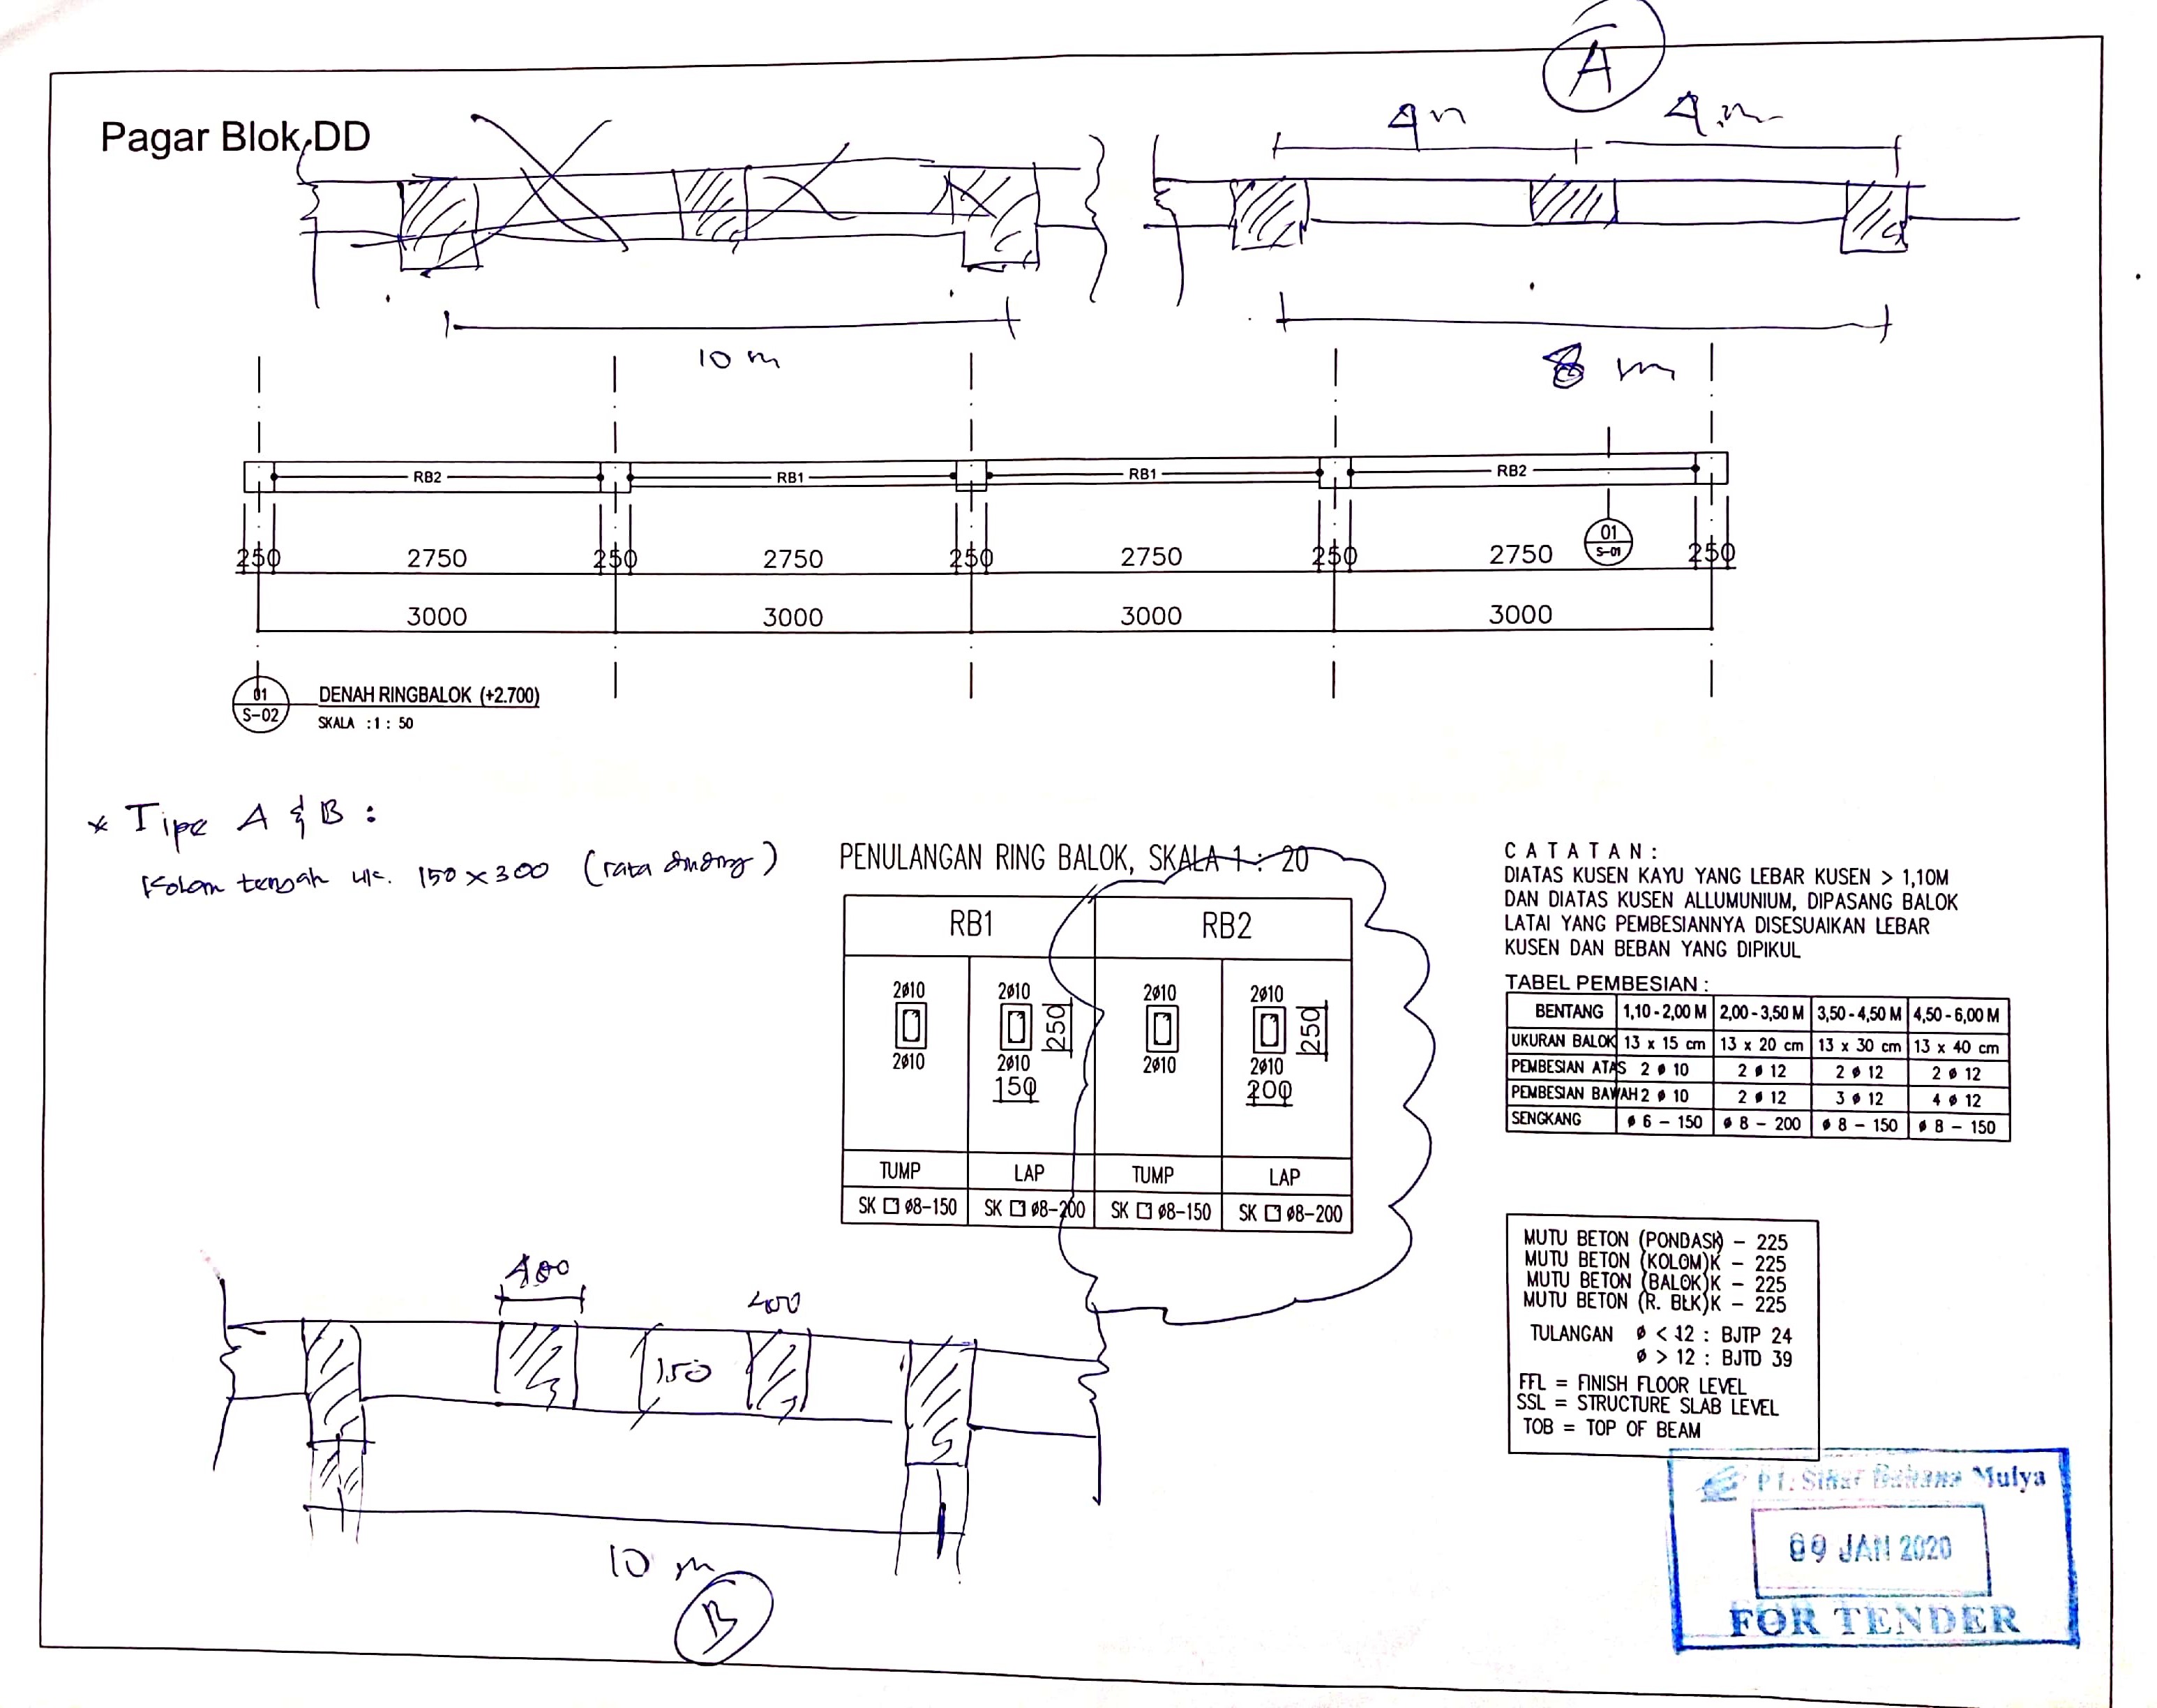 A
Pagar Blok DD
4 m
4 m
10 m
8 m
RB2
RB1
RB1
RB2
01
S-01
250
2750
250
2750
250
2750
250
2750
250
3000
3000
3000
3000
01
S-02
DENAH RINGBALOK (+2.700)
SKALA :1 : 50
* Tipe A & B :
Kolom tengah uk. 150 x 300 (rata dinding)
PENULANGAN RING BALOK, SKALA 1 : 20
RB1
RB2
2ø10
2ø10
2ø10
2ø10
250
250
2ø10
2ø10
2ø10
2ø10
150
200
TUMP
LAP
TUMP
LAP
SK ø8-150
SK ø8-200
SK ø8-150
SK ø8-200
CATATAN :
DIATAS KUSEN KAYU YANG LEBAR KUSEN > 1,10M
DAN DIATAS KUSEN ALLUMUNIUM, DIPASANG BALOK
LATAI YANG PEMBESIANNYA DISESUAIKAN LEBAR
KUSEN DAN BEBAN YANG DIPIKUL
TABEL PEMBESIAN :
BENTANG 1,10 - 2,00 M 2,00 - 3,50 M 3,50 - 4,50 M 4,50 - 6,00 M
UKURAN BALOK 13 x 15 cm 13 x 20 cm 13 x 30 cm 13 x 40 cm
PEMBESIAN ATAS 2 ø 10 2 ø 12 2 ø 12 2 ø 12
PEMBESIAN BAWAH 2 ø 10 2 ø 12 3 ø 12 4 ø 12
SENGKANG ø 6 - 150 ø 8 - 200 ø 8 - 150 ø 8 - 150
MUTU BETON (PONDASI)K - 225
MUTU BETON (KOLOM)K - 225
MUTU BETON (BALOK)K - 225
MUTU BETON (R. BLK)K - 225
TULANGAN ø < 12 : BJTP 24
ø > 12 : BJTD 39
FFL = FINISH FLOOR LEVEL
SSL = STRUCTURE SLAB LEVEL
TOB = TOP OF BEAM
400
400
150
10 m
B
PT. Sinar Bahana Mulya
09 JAN 2020
FOR TENDER